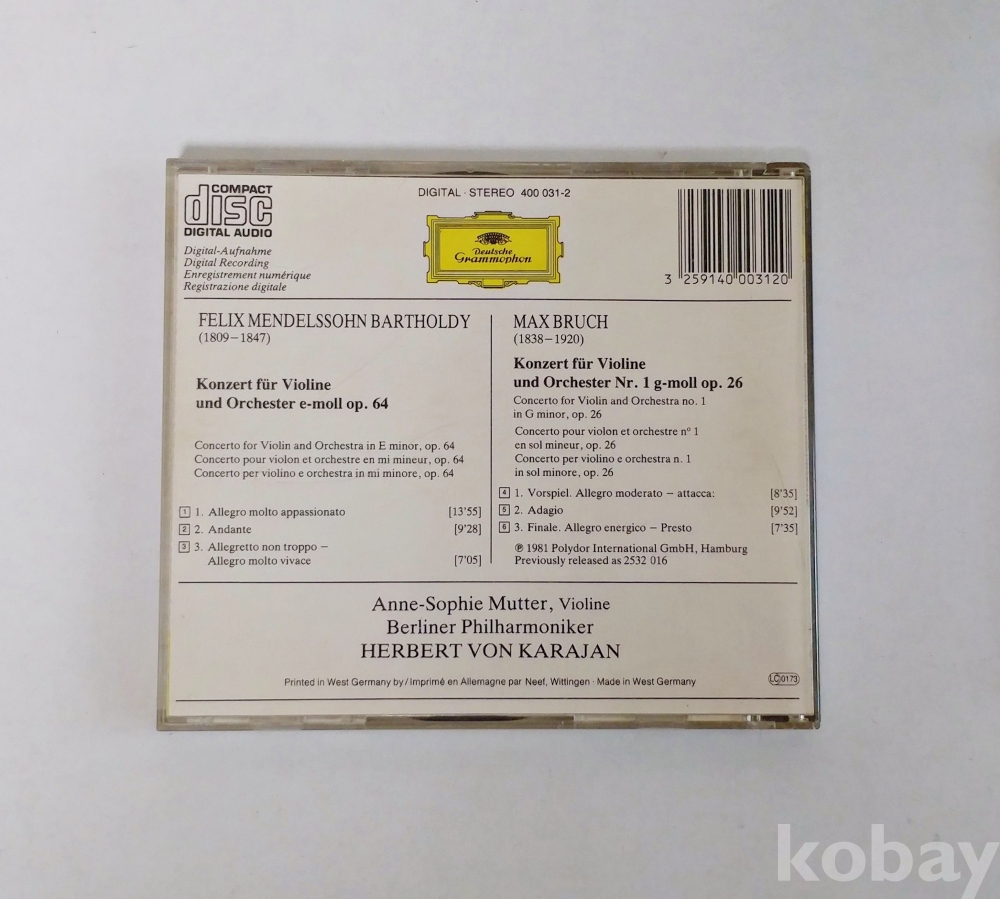 COMPACT
disc
DIGITAL AUDIO
Digital-Aufnahme
Digital Recording
Enregistrement numérique
Registrazione digitale
DIGITAL · STEREO 400 031-2
Deutsche
Grammophon
3 259140 003120
FELIX MENDELSSOHN BARTHOLDY
(1809–1847)
Konzert für Violine
und Orchester e-moll op. 64
Concerto for Violin and Orchestra in E minor, op. 64
Concerto pour violon et orchestre en mi mineur, op. 64
Concerto per violino e orchestra in mi minore, op. 64
1 1. Allegro molto appassionato [13'55]
2 2. Andante [9'28]
3 3. Allegretto non troppo –
Allegro molto vivace [7'05]
MAX BRUCH
(1838–1920)
Konzert für Violine
und Orchester Nr. 1 g-moll op. 26
Concerto for Violin and Orchestra no. 1
in G minor, op. 26
Concerto pour violon et orchestre n° 1
en sol mineur, op. 26
Concerto per violino e orchestra n. 1
in sol minore, op. 26
4 1. Vorspiel. Allegro moderato – attacca: [8'35]
5 2. Adagio [9'52]
6 3. Finale. Allegro energico – Presto [7'35]
℗ 1981 Polydor International GmbH, Hamburg
Previously released as 2532 016
Anne-Sophie Mutter, Violine
Berliner Philharmoniker
HERBERT VON KARAJAN
Printed in West Germany by / Imprimé en Allemagne par Neef, Wittingen · Made in West Germany
LC 0173
kobay